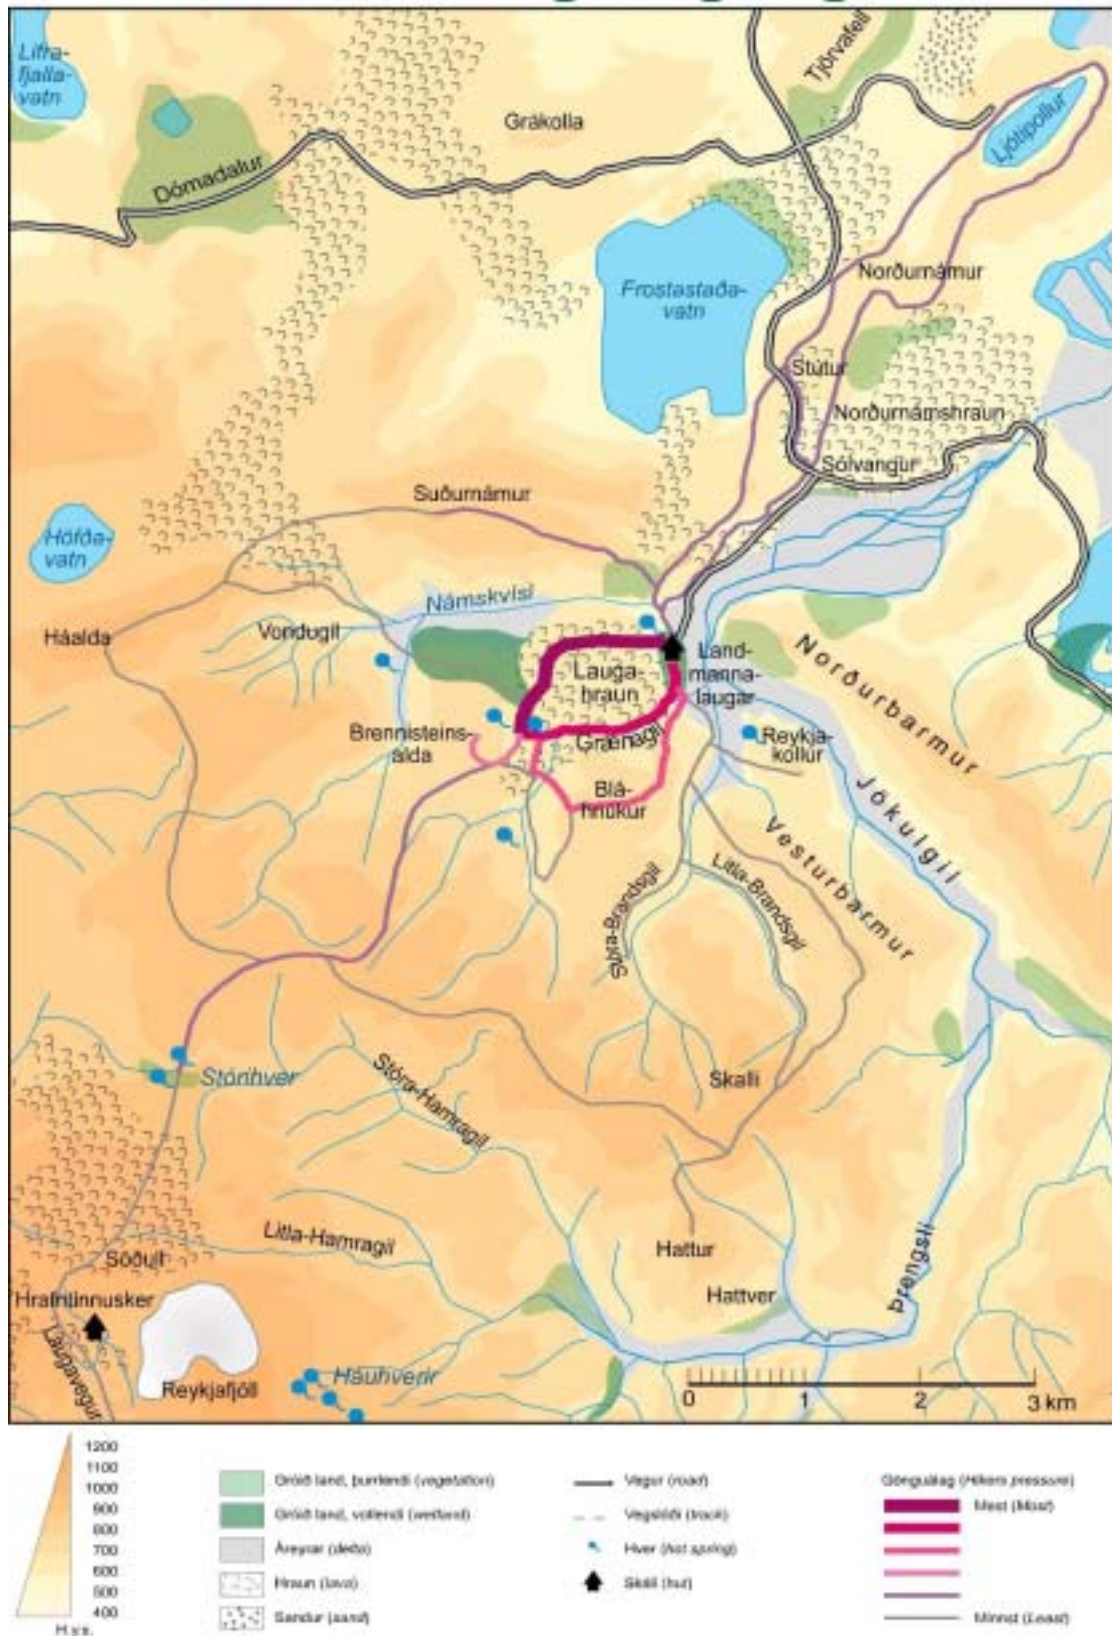 Lifra-
fjalla-
vatn
Tjörvafell
Grákolla
Ljótipollur
Dómadalur
Norðurnámur
Frostastaða-
vatn
Stútur
Norðurnámshraun
Sólvangur
Suðurnámur
Höfða-
vatn
Námskvísl
Háalda
Vondugil
Land-
manna-
laugar
Lauga-
hraun
Norðurbarmur
Brennisteins-
alda
Grænagil
Reykja-
kollur
Blá-
hnúkur
Jökulgil
Vesturbarmur
Stóra-Brandsgil
Litla-Brandsgil
Skalli
Stórihver
Stóra-Hamragil
Litla-Hamragil
Hattur
Söðull
Hrafntinnusker
Hattver
Þrengsli
Laugavegur
Reykjafjöll
Háuhverir
0 1 2 3 km
1200
1100
1000
900
800
700
600
500
400
H.y.s.
Gróið land, þurrlendi (vegetation)
Gróið land, votlendi (wetland)
Áreyrar (delta)
Hraun (lava)
Sandur (sand)
Vegur (road)
Vegslóði (track)
Hver (hot spring)
Skáli (hut)
Gönguálag (Hikers pressure)
Mest (Most)
Minnst (Least)